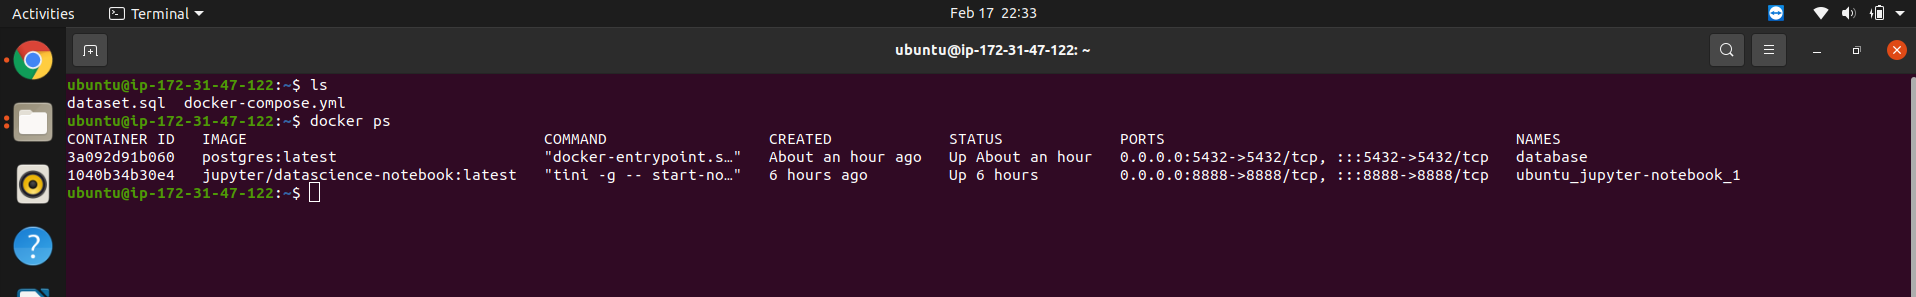 Activities Terminal Feb 17 22:33
ubuntu@ip-172-31-47-122: ~
ubuntu@ip-172-31-47-122:~$ ls
dataset.sql docker-compose.yml
ubuntu@ip-172-31-47-122:~$ docker ps
CONTAINER ID IMAGE COMMAND CREATED STATUS PORTS NAMES
3a092d91b060 postgres:latest "docker-entrypoint.s…" About an hour ago Up About an hour 0.0.0.0:5432->5432/tcp, :::5432->5432/tcp database
1040b34b30e4 jupyter/datascience-notebook:latest "tini -g -- start-no…" 6 hours ago Up 6 hours 0.0.0.0:8888->8888/tcp, :::8888->8888/tcp ubuntu_jupyter-notebook_1
ubuntu@ip-172-31-47-122:~$